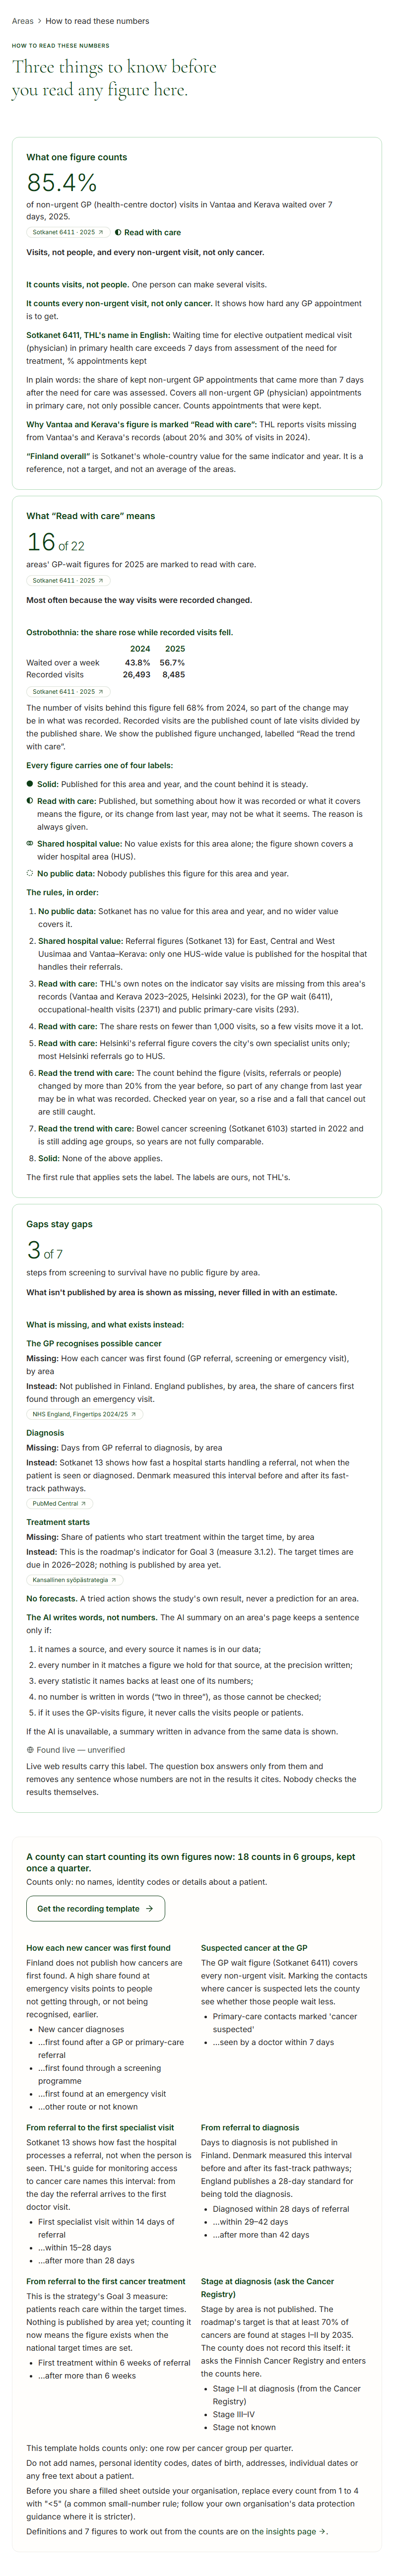 Areas > How to read these numbers
HOW TO READ THESE NUMBERS
Three things to know before
you read any figure here.
What one figure counts
85.4%
of non-urgent GP (health-centre doctor) visits in Vantaa and Kerava waited over 7
days, 2025.
Sotkanet 6411 · 2025 ↗ Read with care
Visits, not people, and every non-urgent visit, not only cancer.
It counts visits, not people. One person can make several visits.
It counts every non-urgent visit, not only cancer. It shows how hard any GP appointment
is to get.
Sotkanet 6411, THL's name in English: Waiting time for elective outpatient medical visit
(physician) in primary health care exceeds 7 days from assessment of the need for
treatment, % appointments kept
In plain words: the share of kept non-urgent GP appointments that came more than 7 days
after the need for care was assessed. Covers all non-urgent GP (physician) appointments
in primary care, not only possible cancer. Counts appointments that were kept.
Why Vantaa and Kerava's figure is marked “Read with care”: THL reports visits missing
from Vantaa's and Kerava's records (about 20% and 30% of visits in 2024).
“Finland overall” is Sotkanet's whole-country value for the same indicator and year. It is a
reference, not a target, and not an average of the areas.
What “Read with care” means
16 of 22
areas' GP-wait figures for 2025 are marked to read with care.
Sotkanet 6411 · 2025 ↗
Most often because the way visits were recorded changed.
Ostrobothnia: the share rose while recorded visits fell.
2024 2025
Waited over a week 43.8% 56.7%
Recorded visits 26,493 8,485
Sotkanet 6411 · 2025 ↗
The number of visits behind this figure fell 68% from 2024, so part of the change may
be in what was recorded. Recorded visits are the published count of late visits divided by
the published share. We show the published figure unchanged, labelled “Read the trend
with care”.
Every figure carries one of four labels:
Solid: Published for this area and year, and the count behind it is steady.
Read with care: Published, but something about how it was recorded or what it covers
means the figure, or its change from last year, may not be what it seems. The reason is
always given.
Shared hospital value: No value exists for this area alone; the figure shown covers a
wider hospital area (HUS).
No public data: Nobody publishes this figure for this area and year.
The rules, in order:
1. No public data: Sotkanet has no value for this area and year, and no wider value
covers it.
2. Shared hospital value: Referral figures (Sotkanet 13) for East, Central and West
Uusimaa and Vantaa–Kerava: only one HUS-wide value is published for the hospital that
handles their referrals.
3. Read with care: THL's own notes on the indicator say visits are missing from this area's
records (Vantaa and Kerava 2023–2025, Helsinki 2023), for the GP wait (6411),
occupational-health visits (2371) and public primary-care visits (293).
4. Read with care: The share rests on fewer than 1,000 visits, so a few visits move it a lot.
5. Read with care: Helsinki's referral figure covers the city's own specialist units only;
most Helsinki referrals go to HUS.
6. Read the trend with care: The count behind the figure (visits, referrals or people)
changed by more than 20% from the year before, so part of any change from last year
may be in what was recorded. Checked year on year, so a rise and a fall that cancel out
are still caught.
7. Read the trend with care: Bowel cancer screening (Sotkanet 6103) started in 2022 and
is still adding age groups, so years are not fully comparable.
8. Solid: None of the above applies.
The first rule that applies sets the label. The labels are ours, not THL's.
Gaps stay gaps
3 of 7
steps from screening to survival have no public figure by area.
What isn't published by area is shown as missing, never filled in with an estimate.
What is missing, and what exists instead:
The GP recognises possible cancer
Missing: How each cancer was first found (GP referral, screening or emergency visit),
by area
Instead: Not published in Finland. England publishes, by area, the share of cancers first
found through an emergency visit.
NHS England, Fingertips 2024/25 ↗
Diagnosis
Missing: Days from GP referral to diagnosis, by area
Instead: Sotkanet 13 shows how fast a hospital starts handling a referral, not when the
patient is seen or diagnosed. Denmark measured this interval before and after its fast-
track pathways.
PubMed Central ↗
Treatment starts
Missing: Share of patients who start treatment within the target time, by area
Instead: This is the roadmap's indicator for Goal 3 (measure 3.1.2). The target times are
due in 2026–2028; nothing is published by area yet.
Kansallinen syöpästrategia ↗
No forecasts. A tried action shows the study's own result, never a prediction for an area.
The AI writes words, not numbers. The AI summary on an area's page keeps a sentence
only if:
1. it names a source, and every source it names is in our data;
2. every number in it matches a figure we hold for that source, at the precision written;
3. every statistic it names backs at least one of its numbers;
4. no number is written in words (“two in three”), as those cannot be checked;
5. if it uses the GP-visits figure, it never calls the visits people or patients.
If the AI is unavailable, a summary written in advance from the same data is shown.
Found live — unverified
Live web results carry this label. The question box answers only from them and
removes any sentence whose numbers are not in the results it cites. Nobody checks the
results themselves.
A county can start counting its own figures now: 18 counts in 6 groups, kept
once a quarter.
Counts only: no names, identity codes or details about a patient.
Get the recording template →
How each new cancer was first found
Finland does not publish how cancers are
first found. A high share found at
emergency visits points to people
not getting through, or not being
recognised, earlier.
• New cancer diagnoses
• …first found after a GP or primary-care
referral
• …first found through a screening
programme
• …first found at an emergency visit
• …other route or not known
Suspected cancer at the GP
The GP wait figure (Sotkanet 6411) covers
every non-urgent visit. Marking the contacts
where cancer is suspected lets the county
see whether those people wait less.
• Primary-care contacts marked 'cancer
suspected'
• …seen by a doctor within 7 days
From referral to the first specialist visit
Sotkanet 13 shows how fast the hospital
processes a referral, not when the person is
seen. THL's guide for monitoring access
to cancer care names this interval: from
the day the referral arrives to the first
doctor visit.
• First specialist visit within 14 days of
referral
• …within 15–28 days
• …after more than 28 days
From referral to diagnosis
Days to diagnosis is not published in
Finland. Denmark measured this interval
before and after its fast-track pathways;
England publishes a 28-day standard for
being told the diagnosis.
• Diagnosed within 28 days of referral
• …within 29–42 days
• …after more than 42 days
From referral to the first cancer treatment
This is the strategy's Goal 3 measure:
patients reach care within the target times.
Nothing is published by area yet; counting it
now means the figure exists when the
national target times are set.
• First treatment within 6 weeks of referral
• …after more than 6 weeks
Stage at diagnosis (ask the Cancer
Registry)
Stage by area is not published. The
roadmap's target is that at least 70% of
cancers are found at stages I–II by 2035.
The county does not record this itself: it
asks the Finnish Cancer Registry and enters
the counts here.
• Stage I–II at diagnosis (from the Cancer
Registry)
• Stage III–IV
• Stage not known
This template holds counts only: one row per cancer group per quarter.
Do not add names, personal identity codes, dates of birth, addresses, individual dates or
any free text about a patient.
Before you share a filled sheet outside your organisation, replace every count from 1 to 4
with "<5" (a common small-number rule; follow your own organisation's data protection
guidance where it is stricter).
Definitions and 7 figures to work out from the counts are on the insights page →.